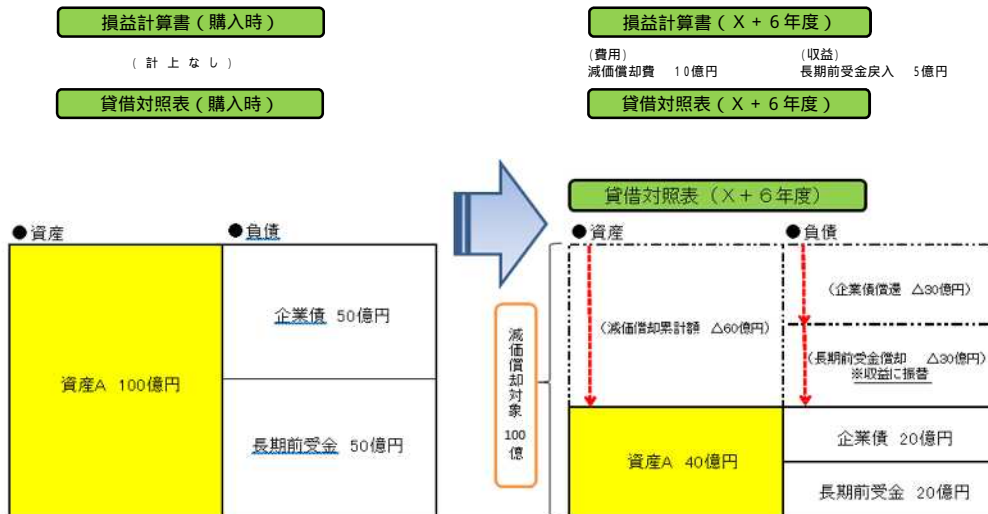 損益計算書（購入時）
（計上なし）
貸借対照表（購入時）
●資産
●負債
資産A 100億円
企業債 50億円
長期前受金 50億円
損益計算書（Ｘ＋６年度）
(費用)
減価償却費 10億円
(収益)
長期前受金戻入 5億円
貸借対照表（Ｘ＋６年度）
貸借対照表（Ｘ＋６年度）
●資産
●負債
減価償却対象 100億
（減価償却累計額 △60億円）
（企業債償還 △30億円）
（長期前受金償却 △30億円）
※収益に振替
資産A 40億円
企業債 20億円
長期前受金 20億円